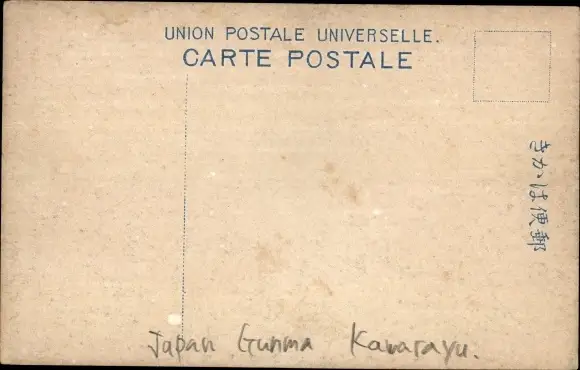 UNION POSTALE UNIVERSELLE.
CARTE POSTALE
きかは便郵
Japan Gunma Kawarayu.